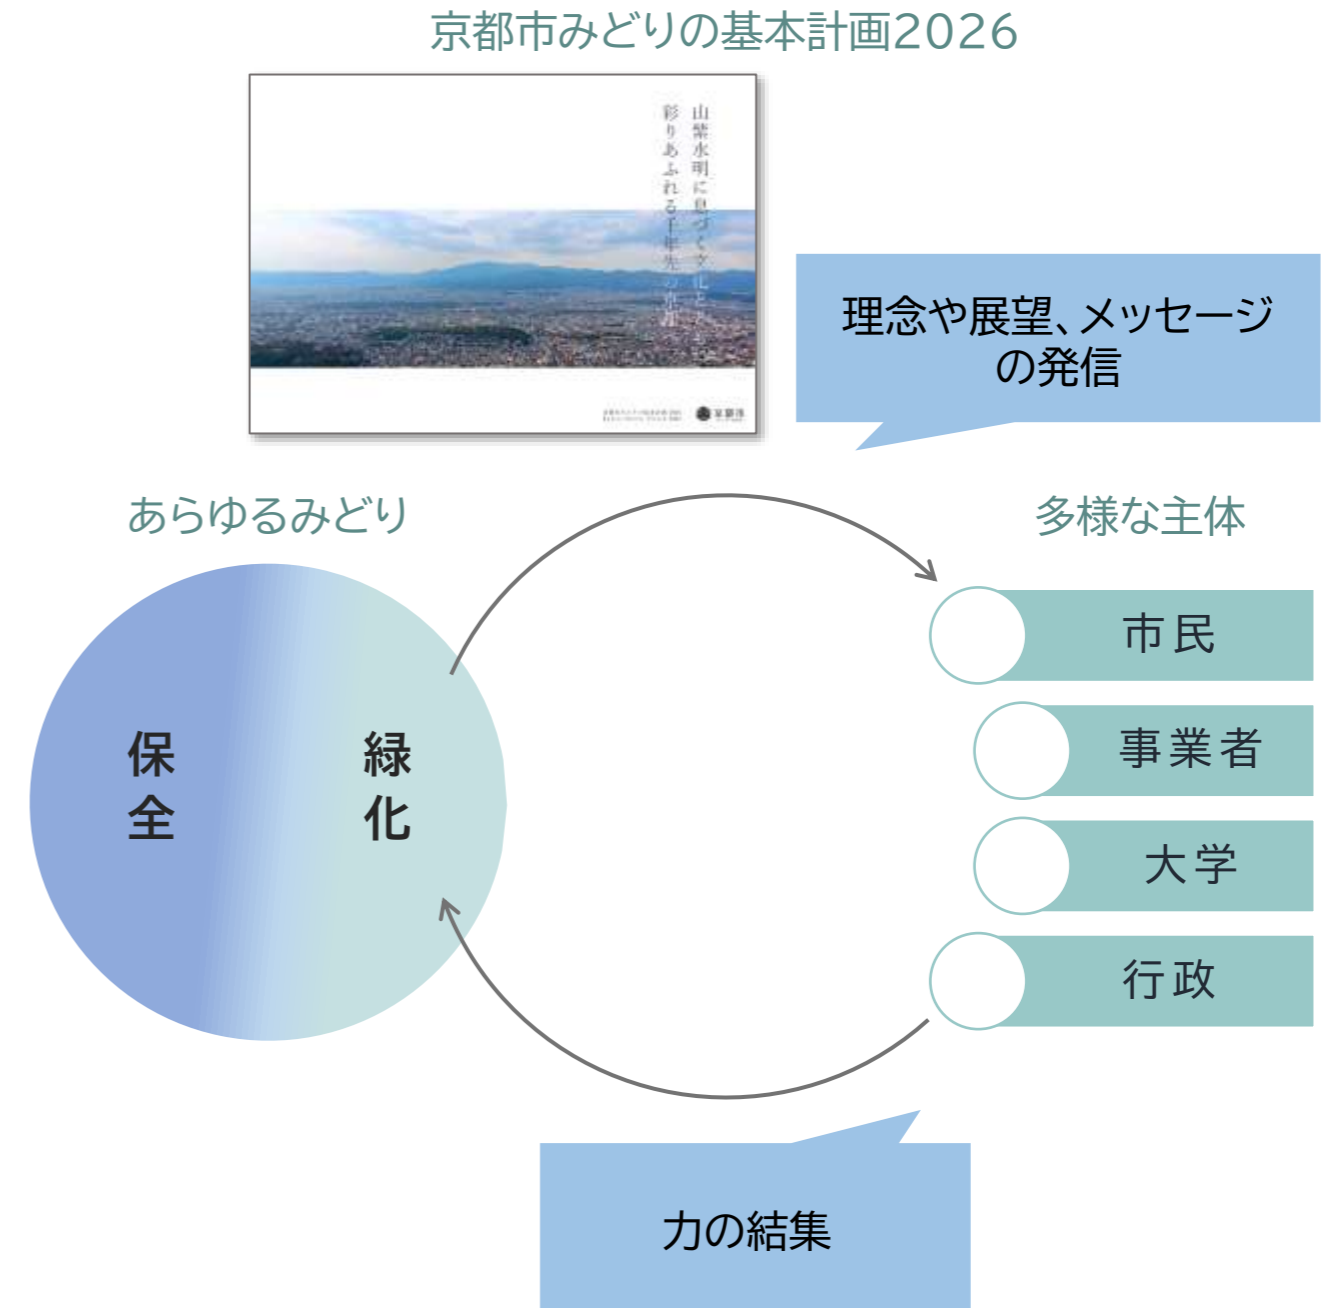 京都市みどりの基本計画2026
山紫水明に息づく文化と
彩りあふれる千年先の
京都市
理念や展望、メッセージ
の発信
あらゆるみどり
多様な主体
保全
緑化
市民
事業者
大学
行政
力の結集